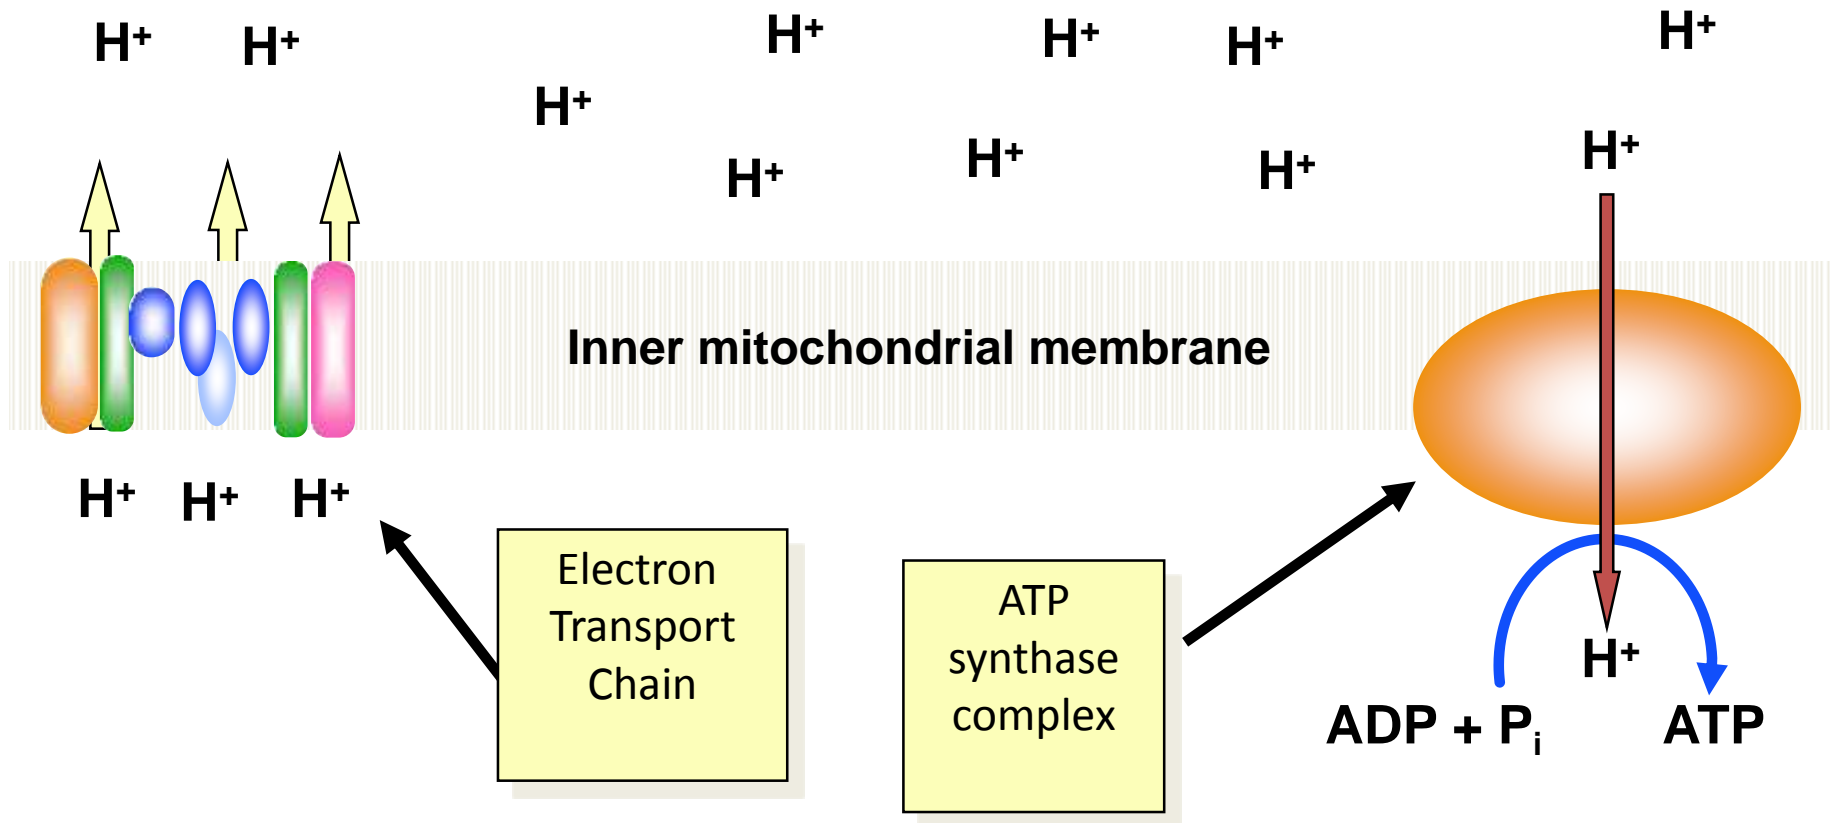 H⁺ H⁺ H⁺ H⁺ H⁺ H⁺
H⁺
H⁺ H⁺ H⁺ H⁺
Inner mitochondrial membrane
H⁺ H⁺ H⁺
Electron
Transport
Chain
ATP
synthase
complex
H⁺
ADP + Pᵢ ATP